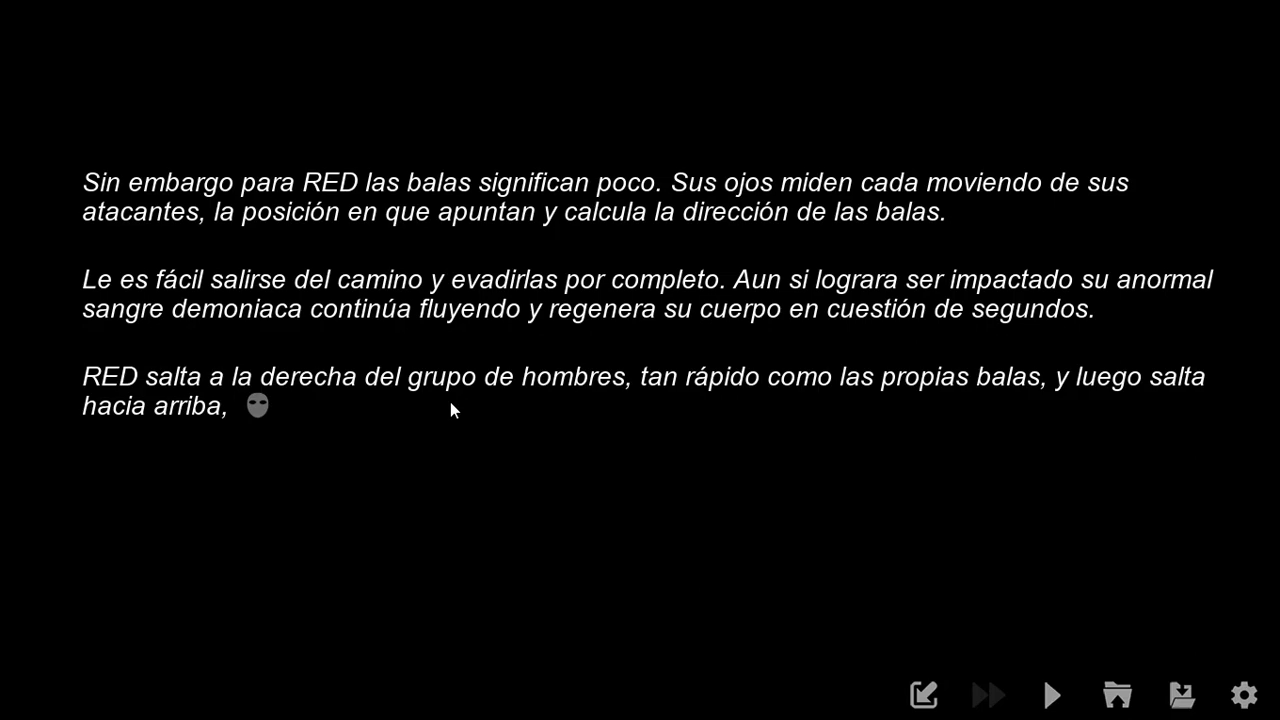 Sin embargo para RED las balas significan poco. Sus ojos miden cada moviendo de sus
atacantes, la posición en que apuntan y calcula la dirección de las balas.
Le es fácil salirse del camino y evadirlas por completo. Aun si lograra ser impactado su anormal
sangre demoniaca continúa fluyendo y regenera su cuerpo en cuestión de segundos.
RED salta a la derecha del grupo de hombres, tan rápido como las propias balas, y luego salta
hacia arriba,